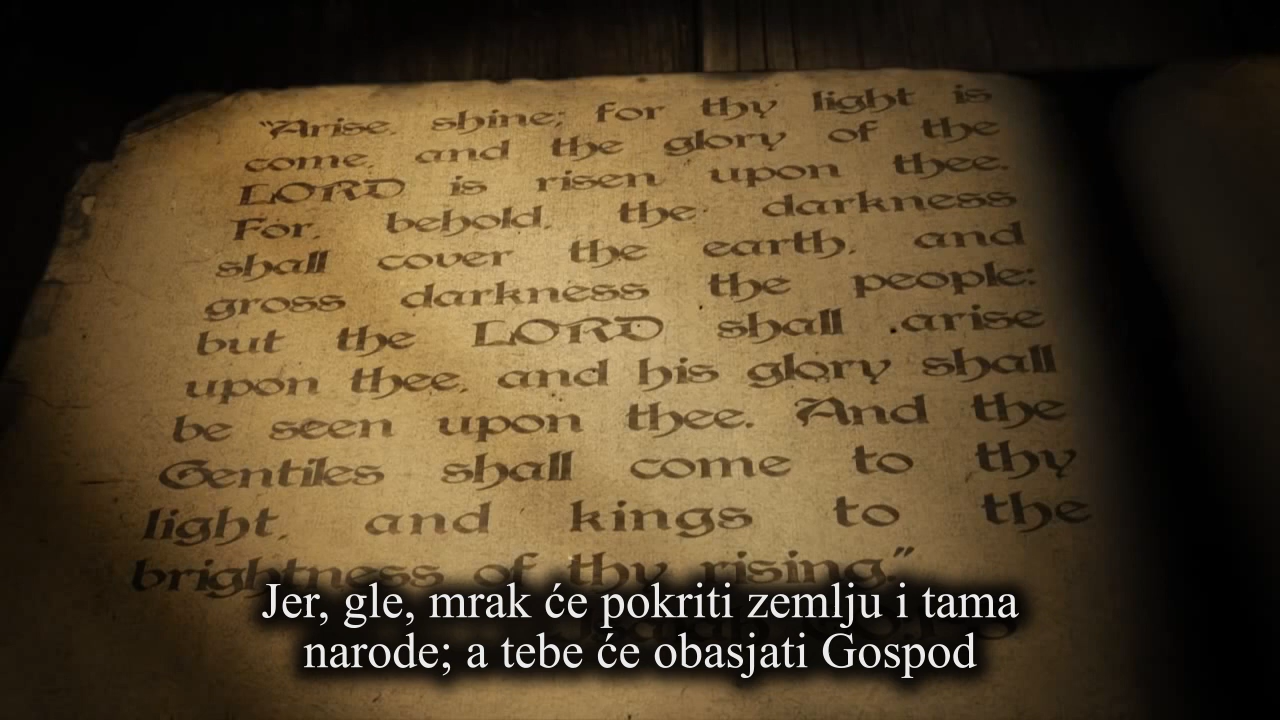 "Arise, shine; for thy light is
come, and the glory of the
LORD is risen upon thee.
For, behold, the darkness
shall cover the earth, and
gross darkness the people:
but the LORD shall arise
upon thee, and his glory shall
be seen upon thee. And the
Gentiles shall come to thy
light, and kings to the
brightness of thy rising."
Jer, gle, mrak će pokriti zemlju i tama
narode; a tebe će obasjati Gospod